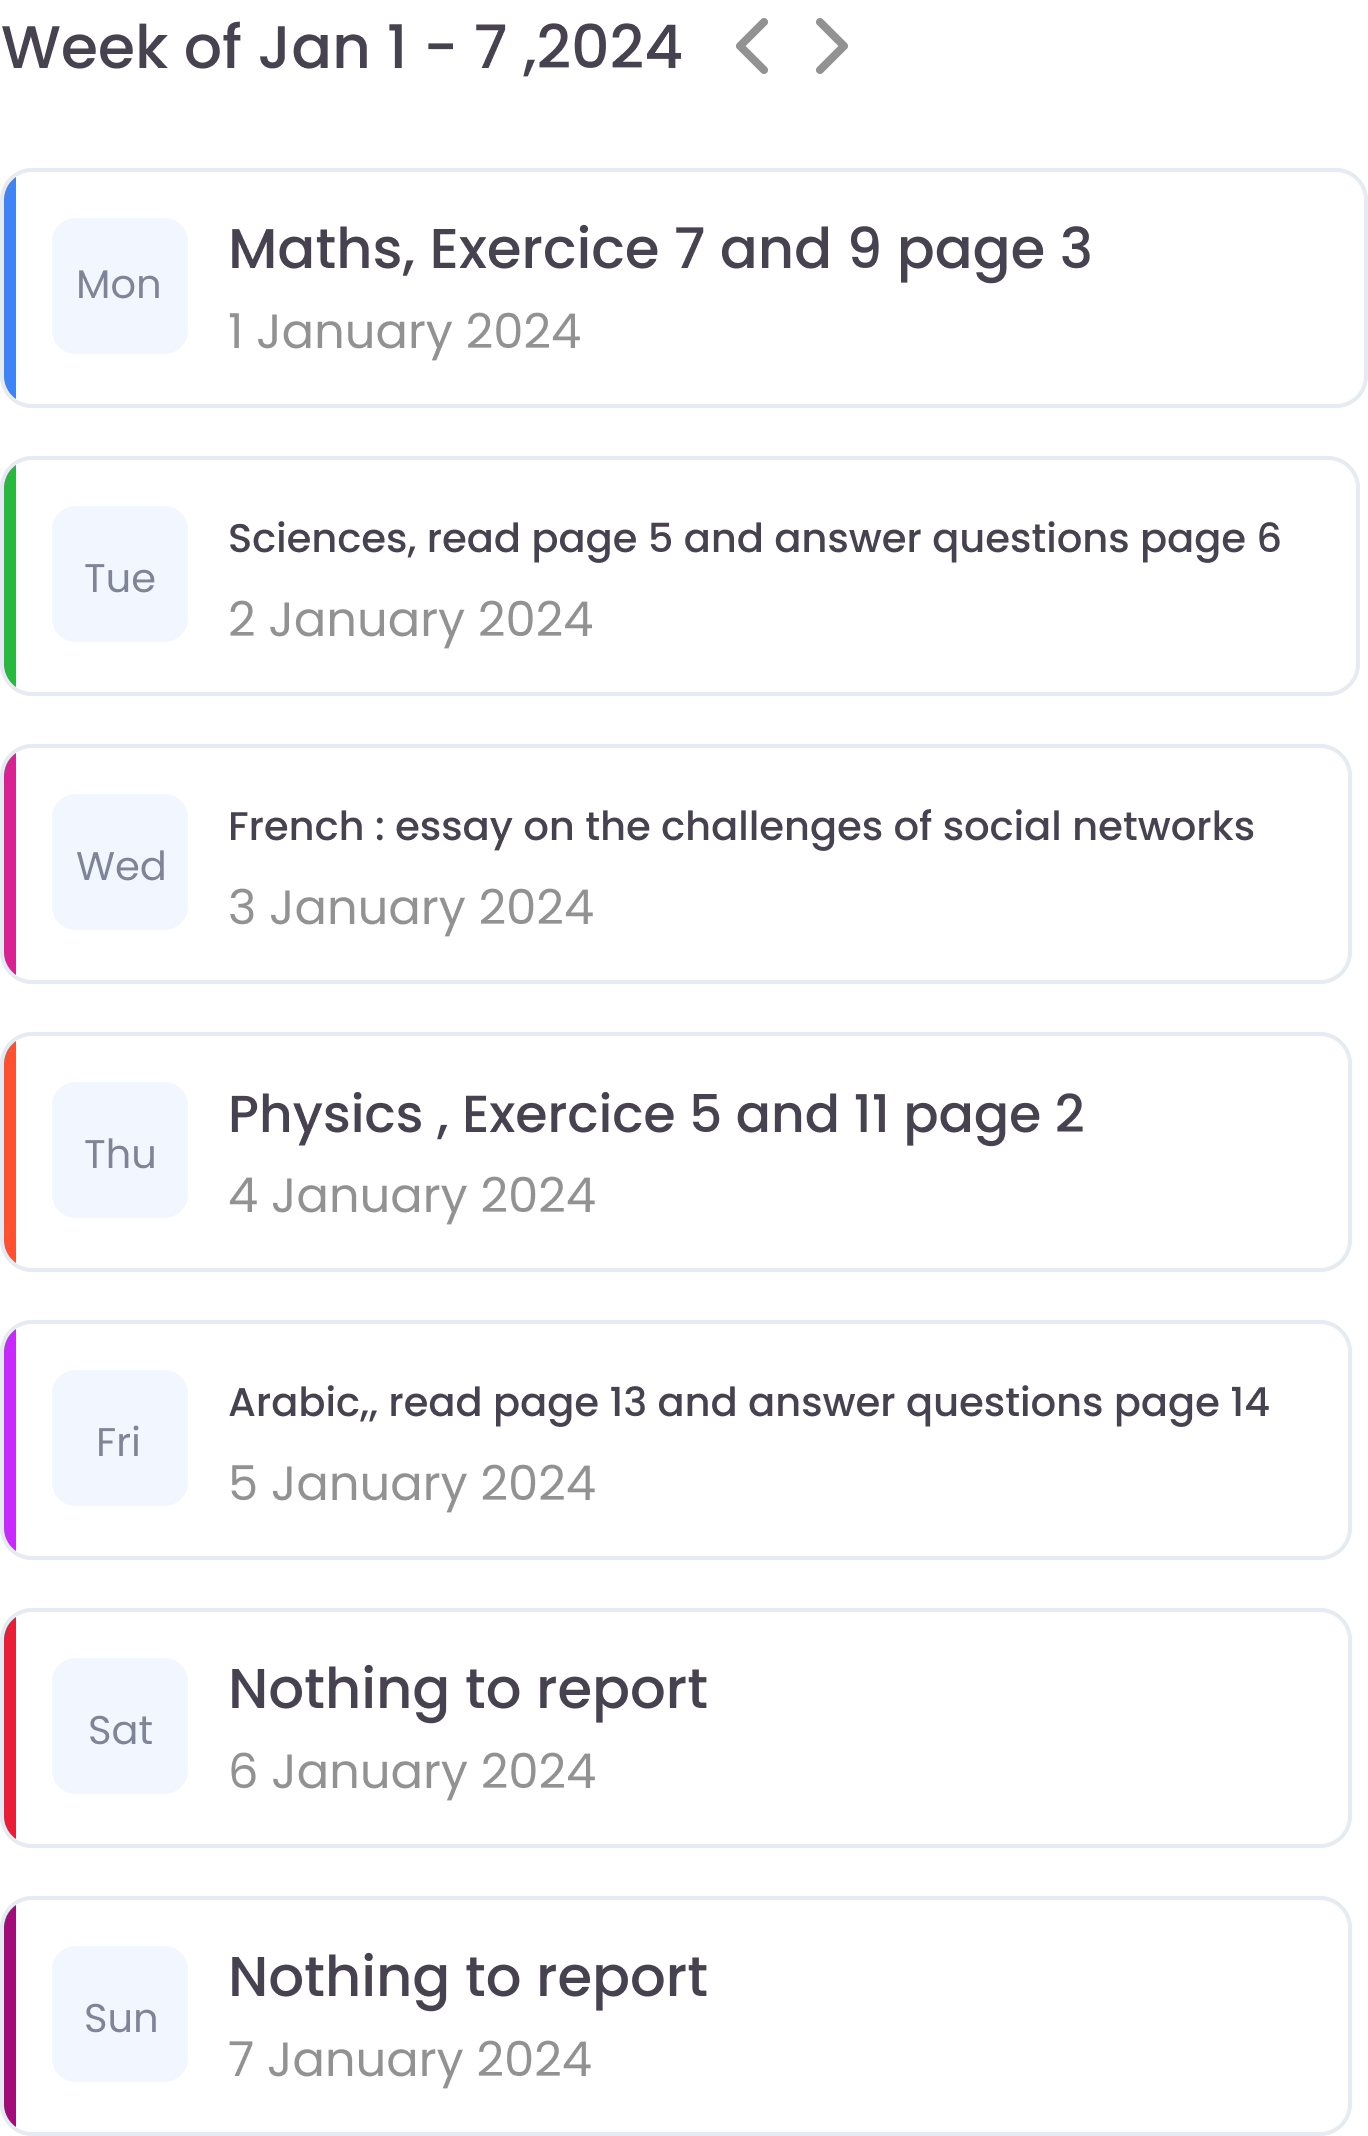 Week of Jan 1 - 7 ,2024
Mon
Maths, Exercice 7 and 9 page 3
1 January 2024
Tue
Sciences, read page 5 and answer questions page 6
2 January 2024
Wed
French : essay on the challenges of social networks
3 January 2024
Thu
Physics , Exercice 5 and 11 page 2
4 January 2024
Fri
Arabic,, read page 13 and answer questions page 14
5 January 2024
Sat
Nothing to report
6 January 2024
Sun
Nothing to report
7 January 2024